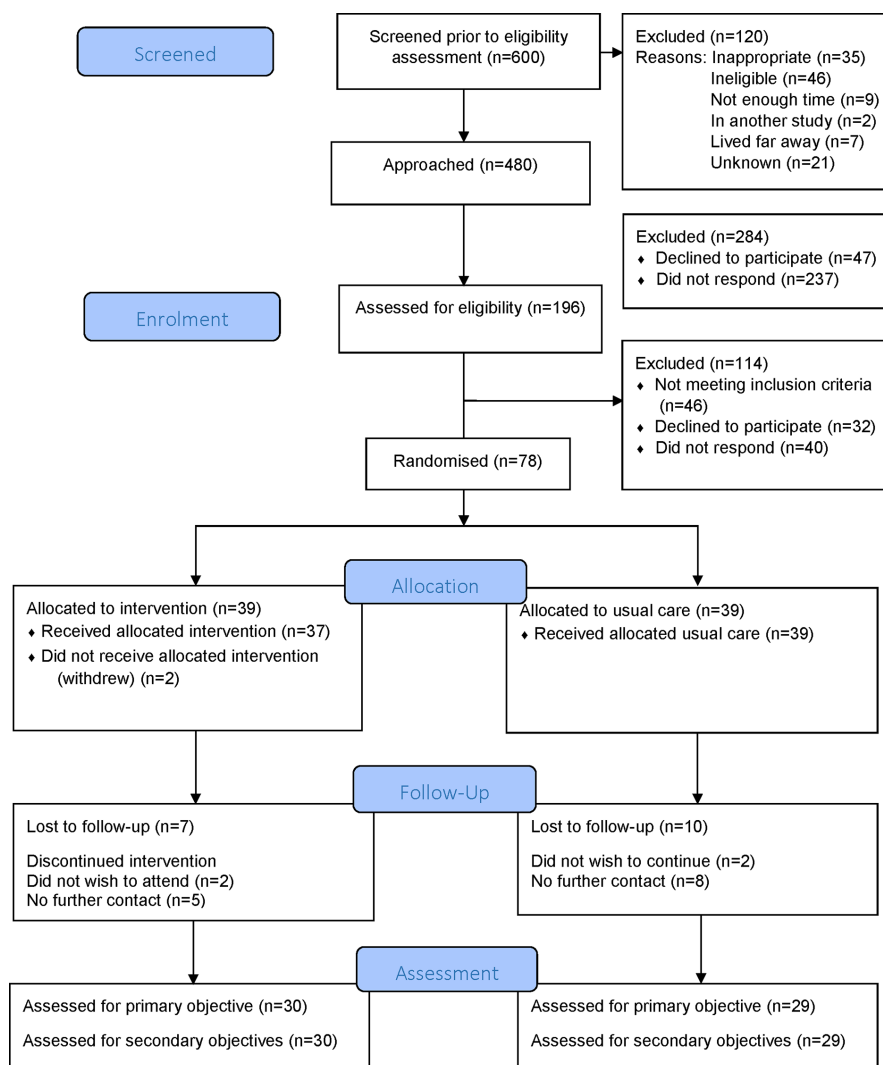 Screened
Screened prior to eligibility
assessment (n=600)
Excluded (n=120)
Reasons: Inappropriate (n=35)
Ineligible (n=46)
Not enough time (n=9)
In another study (n=2)
Lived far away (n=7)
Unknown (n=21)
Approached (n=480)
Excluded (n=284)
♦ Declined to participate (n=47)
♦ Did not respond (n=237)
Enrolment
Assessed for eligibility (n=196)
Excluded (n=114)
♦ Not meeting inclusion criteria
(n=46)
♦ Declined to participate (n=32)
♦ Did not respond (n=40)
Randomised (n=78)
Allocation
Allocated to intervention (n=39)
♦ Received allocated intervention (n=37)
♦ Did not receive allocated intervention
(withdrew) (n=2)
Allocated to usual care (n=39)
♦ Received allocated usual care (n=39)
Follow-Up
Lost to follow-up (n=7)
Discontinued intervention
Did not wish to attend (n=2)
No further contact (n=5)
Lost to follow-up (n=10)
Did not wish to continue (n=2)
No further contact (n=8)
Assessment
Assessed for primary objective (n=30)
Assessed for secondary objectives (n=30)
Assessed for primary objective (n=29)
Assessed for secondary objectives (n=29)